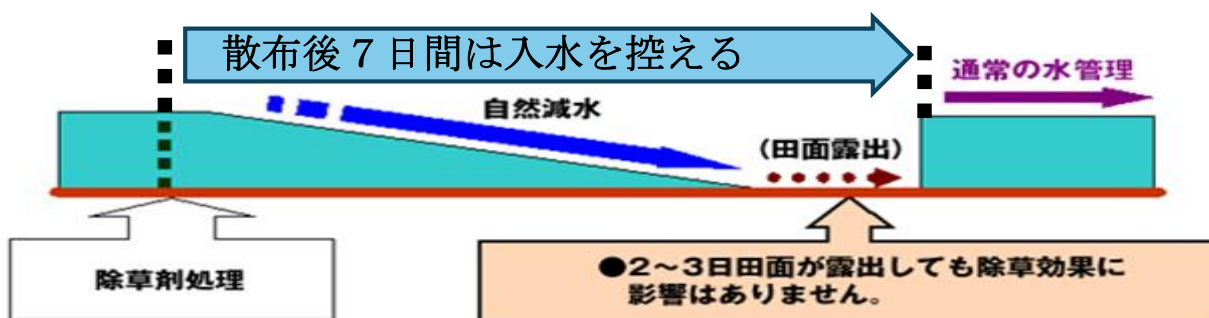 散布後７日間は入水を控える
通常の水管理
自然減水
（田面露出）
除草剤処理
●2～3日田面が露出しても除草効果に
影響はありません。